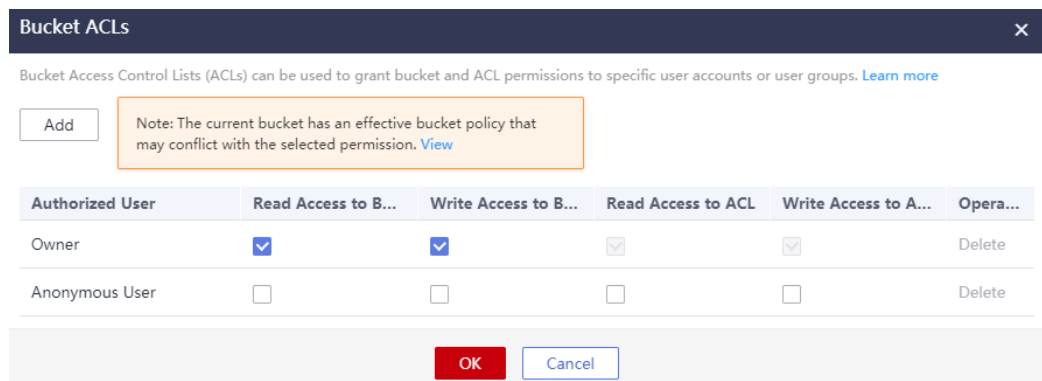 Bucket ACLs
Bucket Access Control Lists (ACLs) can be used to grant bucket and ACL permissions to specific user accounts or user groups. Learn more
Add
Note: The current bucket has an effective bucket policy that
may conflict with the selected permission. View
Authorized User Read Access to B... Write Access to B... Read Access to ACL Write Access to A... Opera...
Owner Delete
Anonymous User Delete
OK Cancel